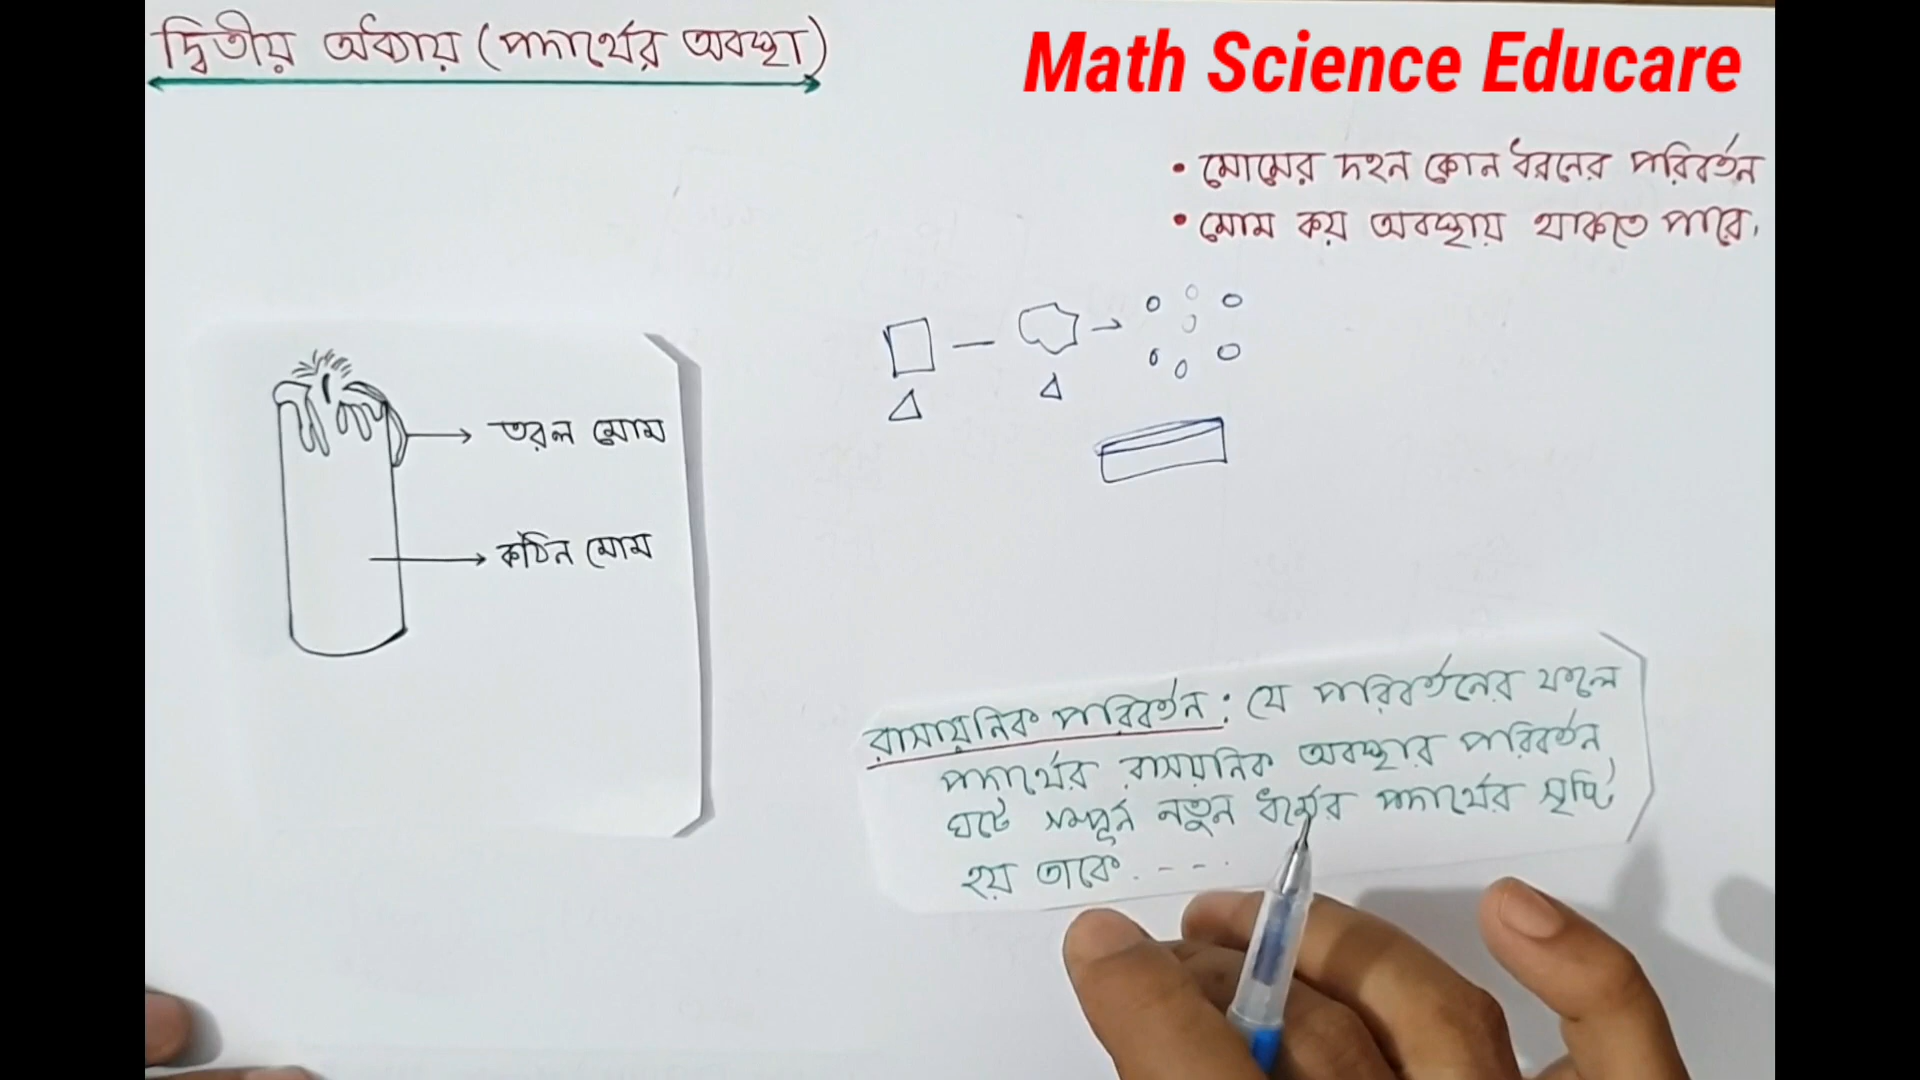 দ্বিতীয় অধ্যায় (পদার্থের অবস্থা)
Math Science Educare
• মোমের দহন কোন ধরনের পরিবর্তন
• মোম কয় অবস্থায় থাকতে পারে।
তরল মোম
কঠিন মোম
রাসায়নিক পরিবর্তন : যে পরিবর্তনের ফলে
পদার্থের রাসয়নিক অবস্থার পরিবর্তন
ঘটে সম্পূর্ন নতুন ধর্মের পদার্থের সৃষ্টি
হয় তাকে . - - .